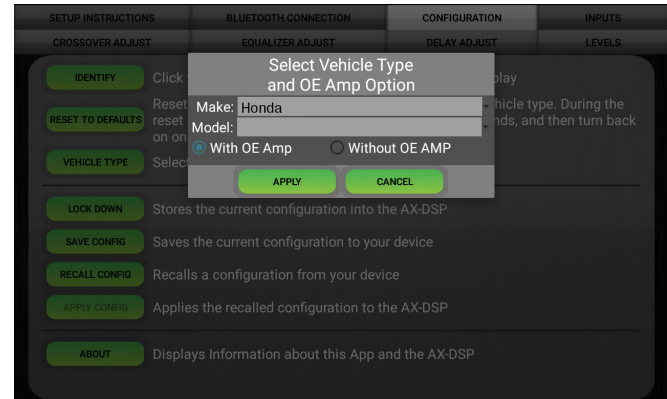 SETUP INSTRUCTIONS BLUETOOTH CONNECTION CONFIGURATION INPUTS
CROSSOVER ADJUST EQUALIZER ADJUST DELAY ADJUST LEVELS
Select Vehicle Type
and OE Amp Option
Make: Honda
Model:
With OE Amp Without OE AMP
APPLY CANCEL
IDENTIFY Click play
RESET TO DEFAULTS Reset hicle type. During the
reset nds, and then turn back
on on
VEHICLE TYPE Selec
LOCK DOWN Stores the current configuration into the AX-DSP
SAVE CONFIG Saves the current configuration to your device
RECALL CONFIG Recalls a configuration from your device
APPLY CONFIG Applies the recalled configuration to the AX-DSP
ABOUT Displays Information about this App and the AX-DSP